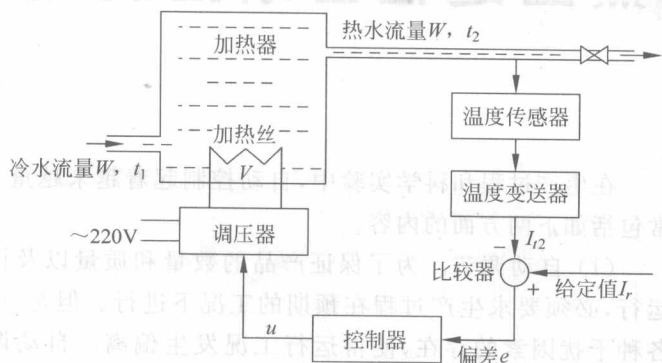 加热器
热水流量W，t₂
温度传感器
加热丝
冷水流量W，t₁
V
温度变送器
～220V
调压器
−
I_{t2}
比较器
+
给定值I_r
u
控制器
偏差e